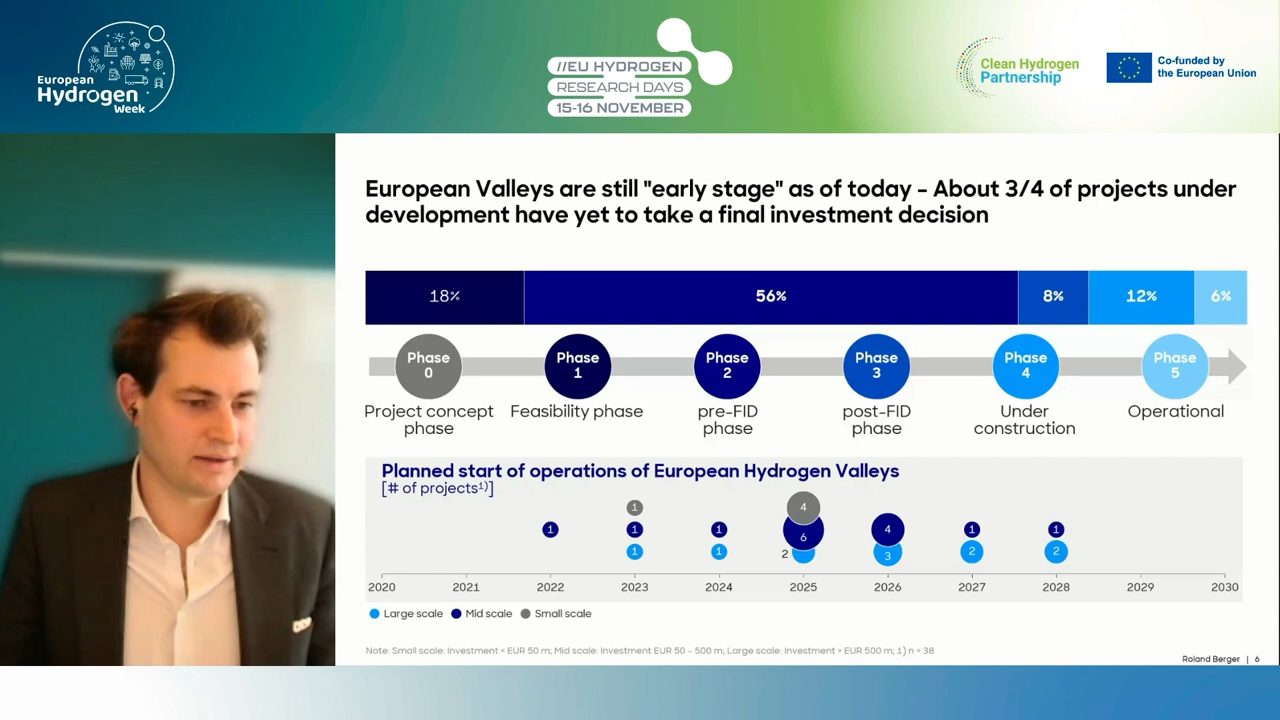 European
Hydrogen
Week
//EU HYDROGEN
RESEARCH DAYS
15-16 NOVEMBER
Clean Hydrogen
Partnership
Co-funded by
the European Union
European Valleys are still "early stage" as of today – About 3/4 of projects under
development have yet to take a final investment decision
18% 56% 8% 12% 6%
Phase 0 Phase 1 Phase 2 Phase 3 Phase 4 Phase 5
Project concept phase Feasibility phase pre-FID phase post-FID phase Under construction Operational
Planned start of operations of European Hydrogen Valleys
[# of projects¹⁾]
1 4
1 1 1 6 4 1 1
1 1 2 3 2 2
2020 2021 2022 2023 2024 2025 2026 2027 2028 2029 2030
Large scale Mid scale Small scale
Note: Small scale: Investment < EUR 50 m; Mid scale: Investment EUR 50 – 500 m; Large scale: Investment > EUR 500 m; 1) n = 38
Roland Berger | 6